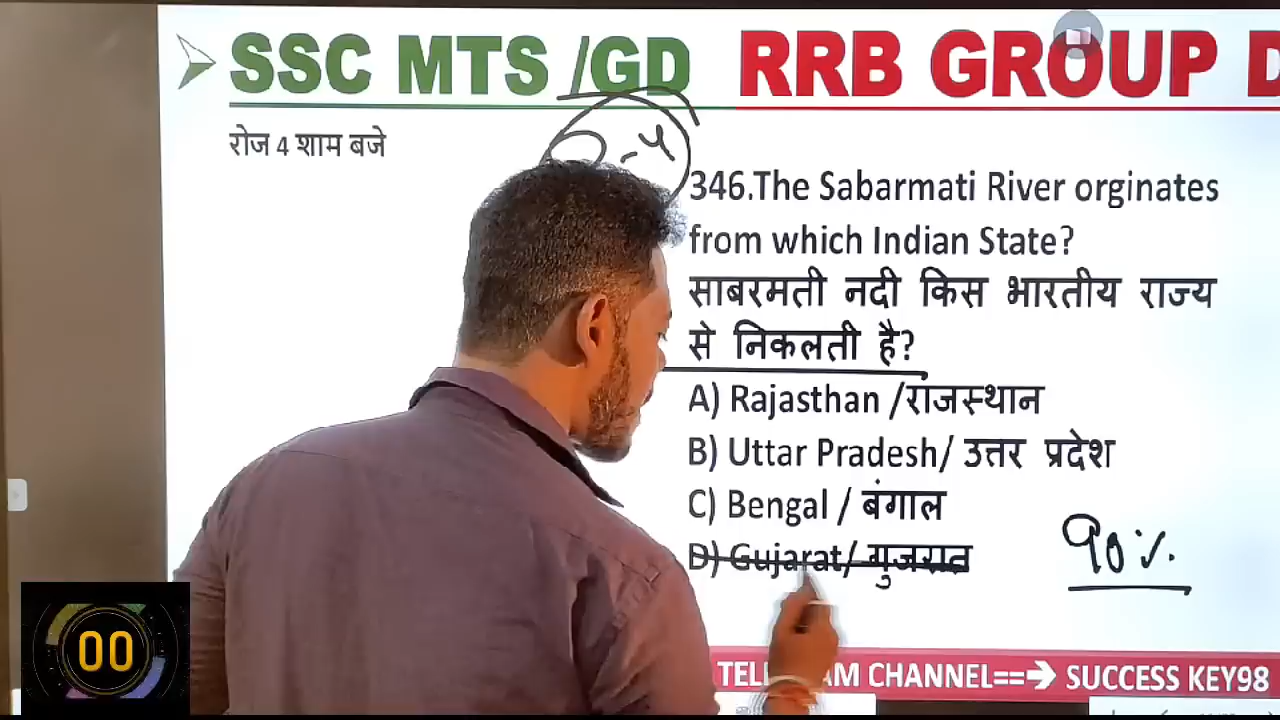 SSC MTS /GD RRB GROUP D
रोज 4 शाम बजे
346.The Sabarmati River orginates
from which Indian State?
साबरमती नदी किस भारतीय राज्य
से निकलती है?
A) Rajasthan /राजस्थान
B) Uttar Pradesh/ उत्तर प्रदेश
C) Bengal / बंगाल
D) Gujarat/ गुजरात
90%
00
TELE AM CHANNEL==➔ SUCCESS KEY98